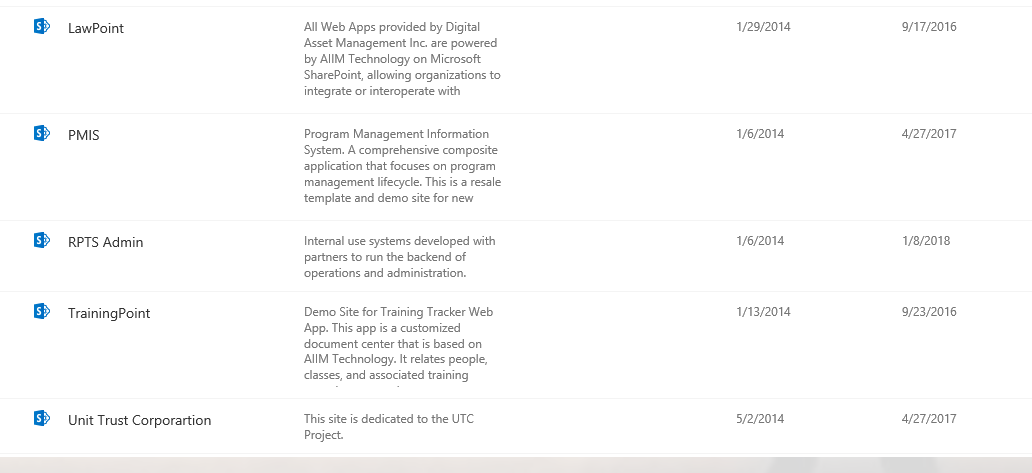 LawPoint
All Web Apps provided by Digital
Asset Management Inc. are powered
by AIIM Technology on Microsoft
SharePoint, allowing organizations to
integrate or interoperate with
1/29/2014
9/17/2016
PMIS
Program Management Information
System. A comprehensive composite
application that focuses on program
management lifecycle. This is a resale
template and demo site for new
1/6/2014
4/27/2017
RPTS Admin
Internal use systems developed with
partners to run the backend of
operations and administration.
1/6/2014
1/8/2018
TrainingPoint
Demo Site for Training Tracker Web
App. This app is a customized
document center that is based on
AIIM Technology. It relates people,
classes, and associated training
1/13/2014
9/23/2016
Unit Trust Corporartion
This site is dedicated to the UTC
Project.
5/2/2014
4/27/2017